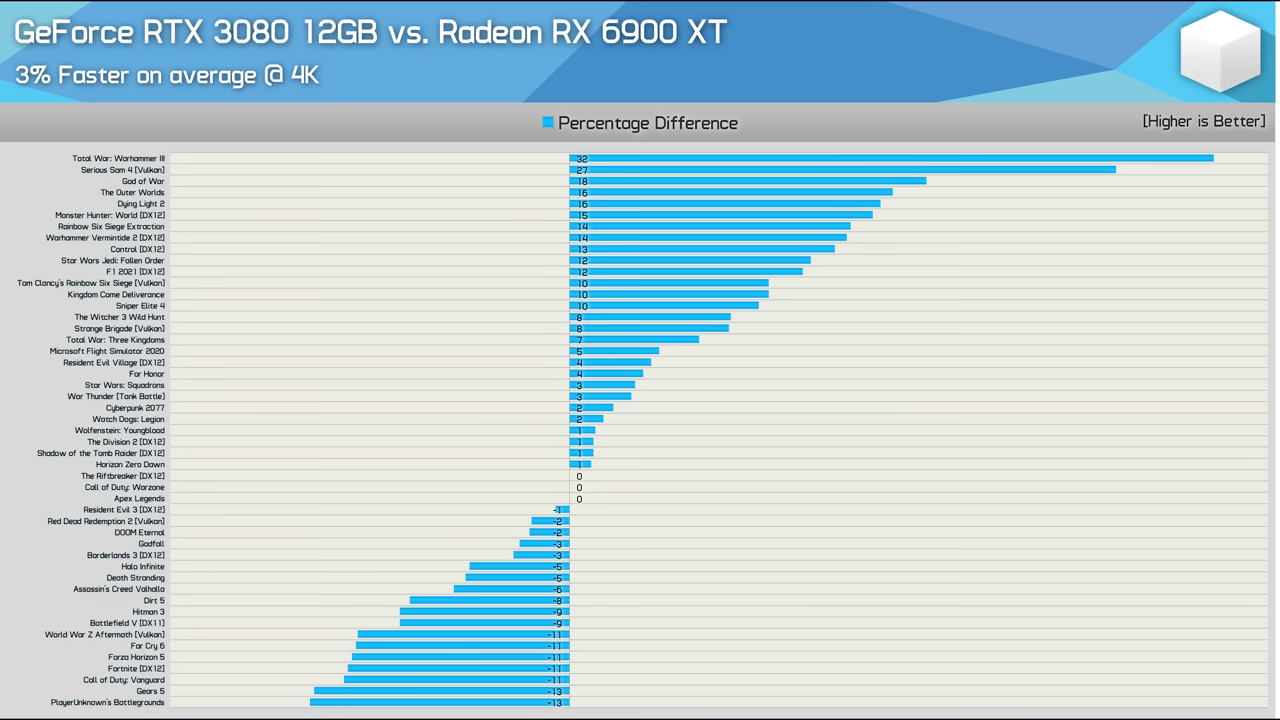 GeForce RTX 3080 12GB vs. Radeon RX 6900 XT
3% Faster on average @ 4K
Percentage Difference
[Higher is Better]
Total War: Warhammer III 32
Serious Sam 4 [Vulkan] 27
God of War 18
The Outer Worlds 16
Dying Light 2 16
Monster Hunter: World [DX12] 15
Rainbow Six Siege Extraction 14
Warhammer Vermintide 2 [DX12] 14
Control [DX12] 13
Star Wars Jedi: Fallen Order 12
F1 2021 [DX12] 12
Tom Clancy's Rainbow Six Siege [Vulkan] 10
Kingdom Come Deliverance 10
Sniper Elite 4 10
The Witcher 3 Wild Hunt 8
Strange Brigade [Vulkan] 8
Total War: Three Kingdoms 7
Microsoft Flight Simulator 2020 5
Resident Evil Village [DX12] 4
For Honor 4
Star Wars: Squadrons 3
War Thunder [Tank Battle] 3
Cyberpunk 2077 2
Watch Dogs: Legion 2
Wolfenstein: Youngblood 1
The Division 2 [DX12] 1
Shadow of the Tomb Raider [DX12] 1
Horizon Zero Dawn 1
The Riftbreaker [DX12] 0
Call of Duty: Warzone 0
Apex Legends 0
Resident Evil 3 [DX12] -1
Red Dead Redemption 2 [Vulkan] -2
DOOM Eternal -2
Godfall -3
Borderlands 3 [DX12] -3
Halo Infinite -5
Death Stranding -5
Assassin's Creed Valhalla -6
Dirt 5 -8
Hitman 3 -9
Battlefield V [DX11] -9
World War Z Aftermath [Vulkan] -11
Far Cry 6 -11
Forza Horizon 5 -11
Fortnite [DX12] -11
Call of Duty: Vanguard -11
Gears 5 -13
PlayerUnknown's Battlegrounds -13